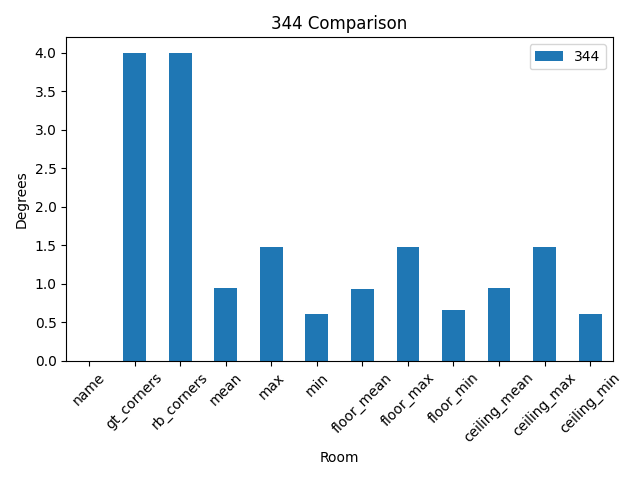 344 Comparison
344
Degrees
4.0
3.5
3.0
2.5
2.0
1.5
1.0
0.5
0.0
name
gt_corners
rb_corners
mean
max
min
floor_mean
floor_max
floor_min
ceiling_mean
ceiling_max
ceiling_min
Room